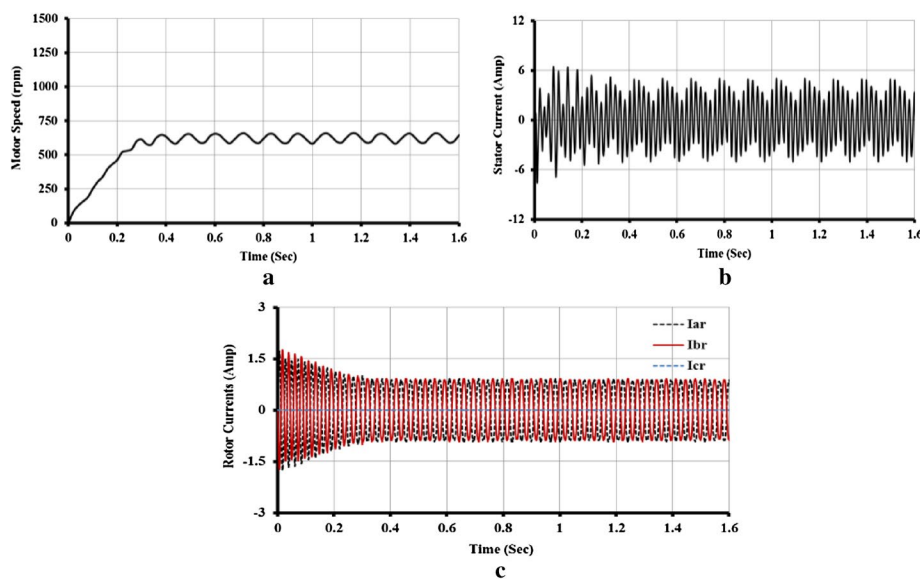 1500
1250
1000
750
500
250
0
Motor Speed (rpm)
0 0.2 0.4 0.6 0.8 1 1.2 1.4 1.6
Time (Sec)
a
12
6
0
-6
-12
Stator Current (Amp)
0 0.2 0.4 0.6 0.8 1 1.2 1.4 1.6
Time (Sec)
b
3
1.5
0
-1.5
-3
Rotor Currents (Amp)
Iar
Ibr
Icr
0 0.2 0.4 0.6 0.8 1 1.2 1.4 1.6
Time (Sec)
c